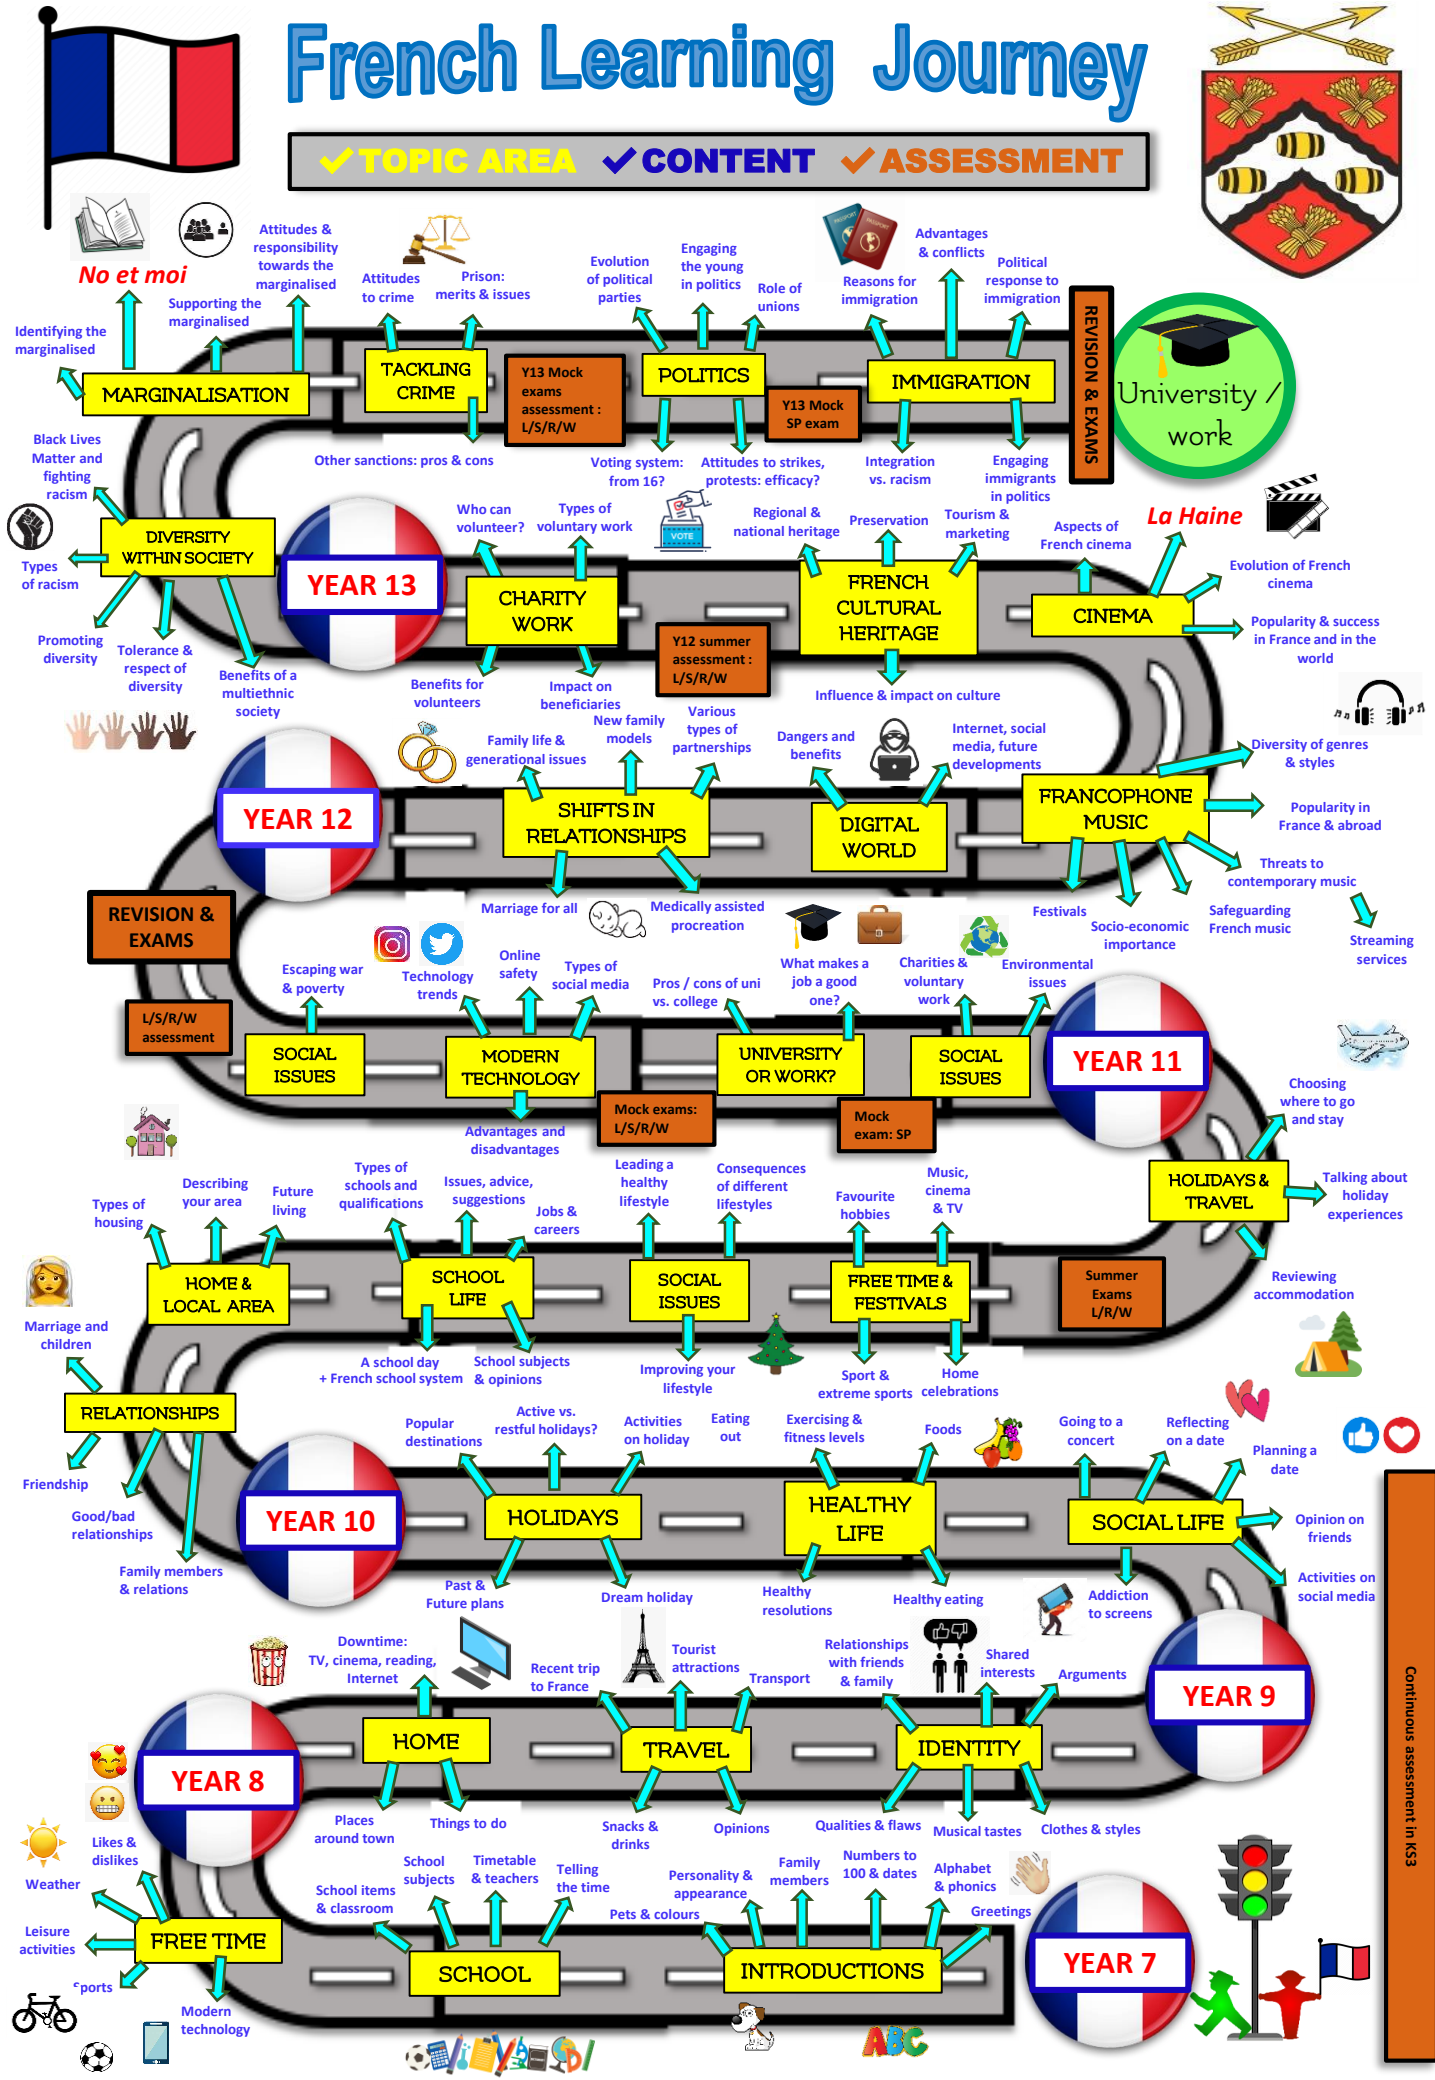 French Learning Journey
TOPIC AREA CONTENT ASSESSMENT
No et moi
Attitudes &
responsibility
towards the
marginalised
Supporting the
marginalised
Identifying the
marginalised
MARGINALISATION
Attitudes
to crime
Prison:
merits & issues
TACKLING
CRIME
Other sanctions: pros & cons
Y13 Mock
exams
assessment :
L/S/R/W
Evolution
of political
parties
Engaging
the young
in politics
Role of
unions
POLITICS
Voting system:
from 16?
Attitudes to strikes,
protests: efficacy?
Y13 Mock
SP exam
Reasons for
immigration
Advantages
& conflicts
Political
response to
immigration
IMMIGRATION
Integration
vs. racism
Engaging
immigrants
in politics
REVISION & EXAMS
University /
work
Black Lives
Matter and
fighting
racism
DIVERSITY
WITHIN SOCIETY
Types
of racism
Promoting
diversity
Tolerance &
respect of
diversity
Benefits of a
multiethnic
society
YEAR 13
Who can
volunteer?
Types of
voluntary work
CHARITY
WORK
Benefits for
volunteers
Impact on
beneficiaries
VOTE
Y12 summer
assessment :
L/S/R/W
Regional &
national heritage
Preservation
Tourism &
marketing
FRENCH
CULTURAL
HERITAGE
Influence & impact on culture
Aspects of
French cinema
La Haine
Evolution of French
cinema
CINEMA
Popularity & success
in France and in the
world
YEAR 12
Family life &
generational issues
New family
models
Various
types of
partnerships
SHIFTS IN
RELATIONSHIPS
Marriage for all
Medically assisted
procreation
Dangers and
benefits
Internet, social
media, future
developments
DIGITAL
WORLD
FRANCOPHONE
MUSIC
Diversity of genres
& styles
Popularity in
France & abroad
Threats to
contemporary music
Festivals
Socio-economic
importance
Safeguarding
French music
Streaming
services
REVISION &
EXAMS
L/S/R/W
assessment
Escaping war
& poverty
SOCIAL
ISSUES
Technology
trends
Online
safety
Types of
social media
MODERN
TECHNOLOGY
Advantages and
disadvantages
Mock exams:
L/S/R/W
Pros / cons of uni
vs. college
What makes a
job a good
one?
UNIVERSITY
OR WORK?
Mock
exam: SP
Charities &
voluntary
work
Environmental
issues
SOCIAL
ISSUES
YEAR 11
Choosing
where to go
and stay
HOLIDAYS &
TRAVEL
Talking about
holiday
experiences
Reviewing
accommodation
Summer
Exams
L/R/W
Types of
housing
Describing
your area
Future
living
HOME &
LOCAL AREA
Types of
schools and
qualifications
Issues, advice,
suggestions
Jobs &
careers
SCHOOL
LIFE
A school day
+ French school system
School subjects
& opinions
Leading a
healthy
lifestyle
Consequences
of different
lifestyles
SOCIAL
ISSUES
Improving your
lifestyle
Favourite
hobbies
Music,
cinema
& TV
FREE TIME &
FESTIVALS
Sport &
extreme sports
Home
celebrations
Marriage and
children
RELATIONSHIPS
Friendship
Good/bad
relationships
Family members
& relations
YEAR 10
Popular
destinations
Active vs.
restful holidays?
Activities
on holiday
HOLIDAYS
Past &
Future plans
Dream holiday
Eating
out
Exercising &
fitness levels
Foods
HEALTHY
LIFE
Healthy
resolutions
Healthy eating
Going to a
concert
Reflecting
on a date
Planning a
date
SOCIAL LIFE
Opinion on
friends
Activities on
social media
Addiction
to screens
YEAR 9
Continuous assessment in KS3
Downtime:
TV, cinema, reading,
Internet
HOME
Places
around town
Things to do
Recent trip
to France
Tourist
attractions
Transport
TRAVEL
Snacks &
drinks
Opinions
Relationships
with friends
& family
Shared
interests
Arguments
IDENTITY
Qualities & flaws
Musical tastes
Clothes & styles
YEAR 8
Likes &
dislikes
Weather
Leisure
activities
FREE TIME
Sports
Modern
technology
School items
& classroom
School
subjects
Timetable
& teachers
Telling
the time
SCHOOL
Pets & colours
Personality &
appearance
Family
members
Numbers to
100 & dates
Alphabet
& phonics
Greetings
INTRODUCTIONS
YEAR 7
ABC